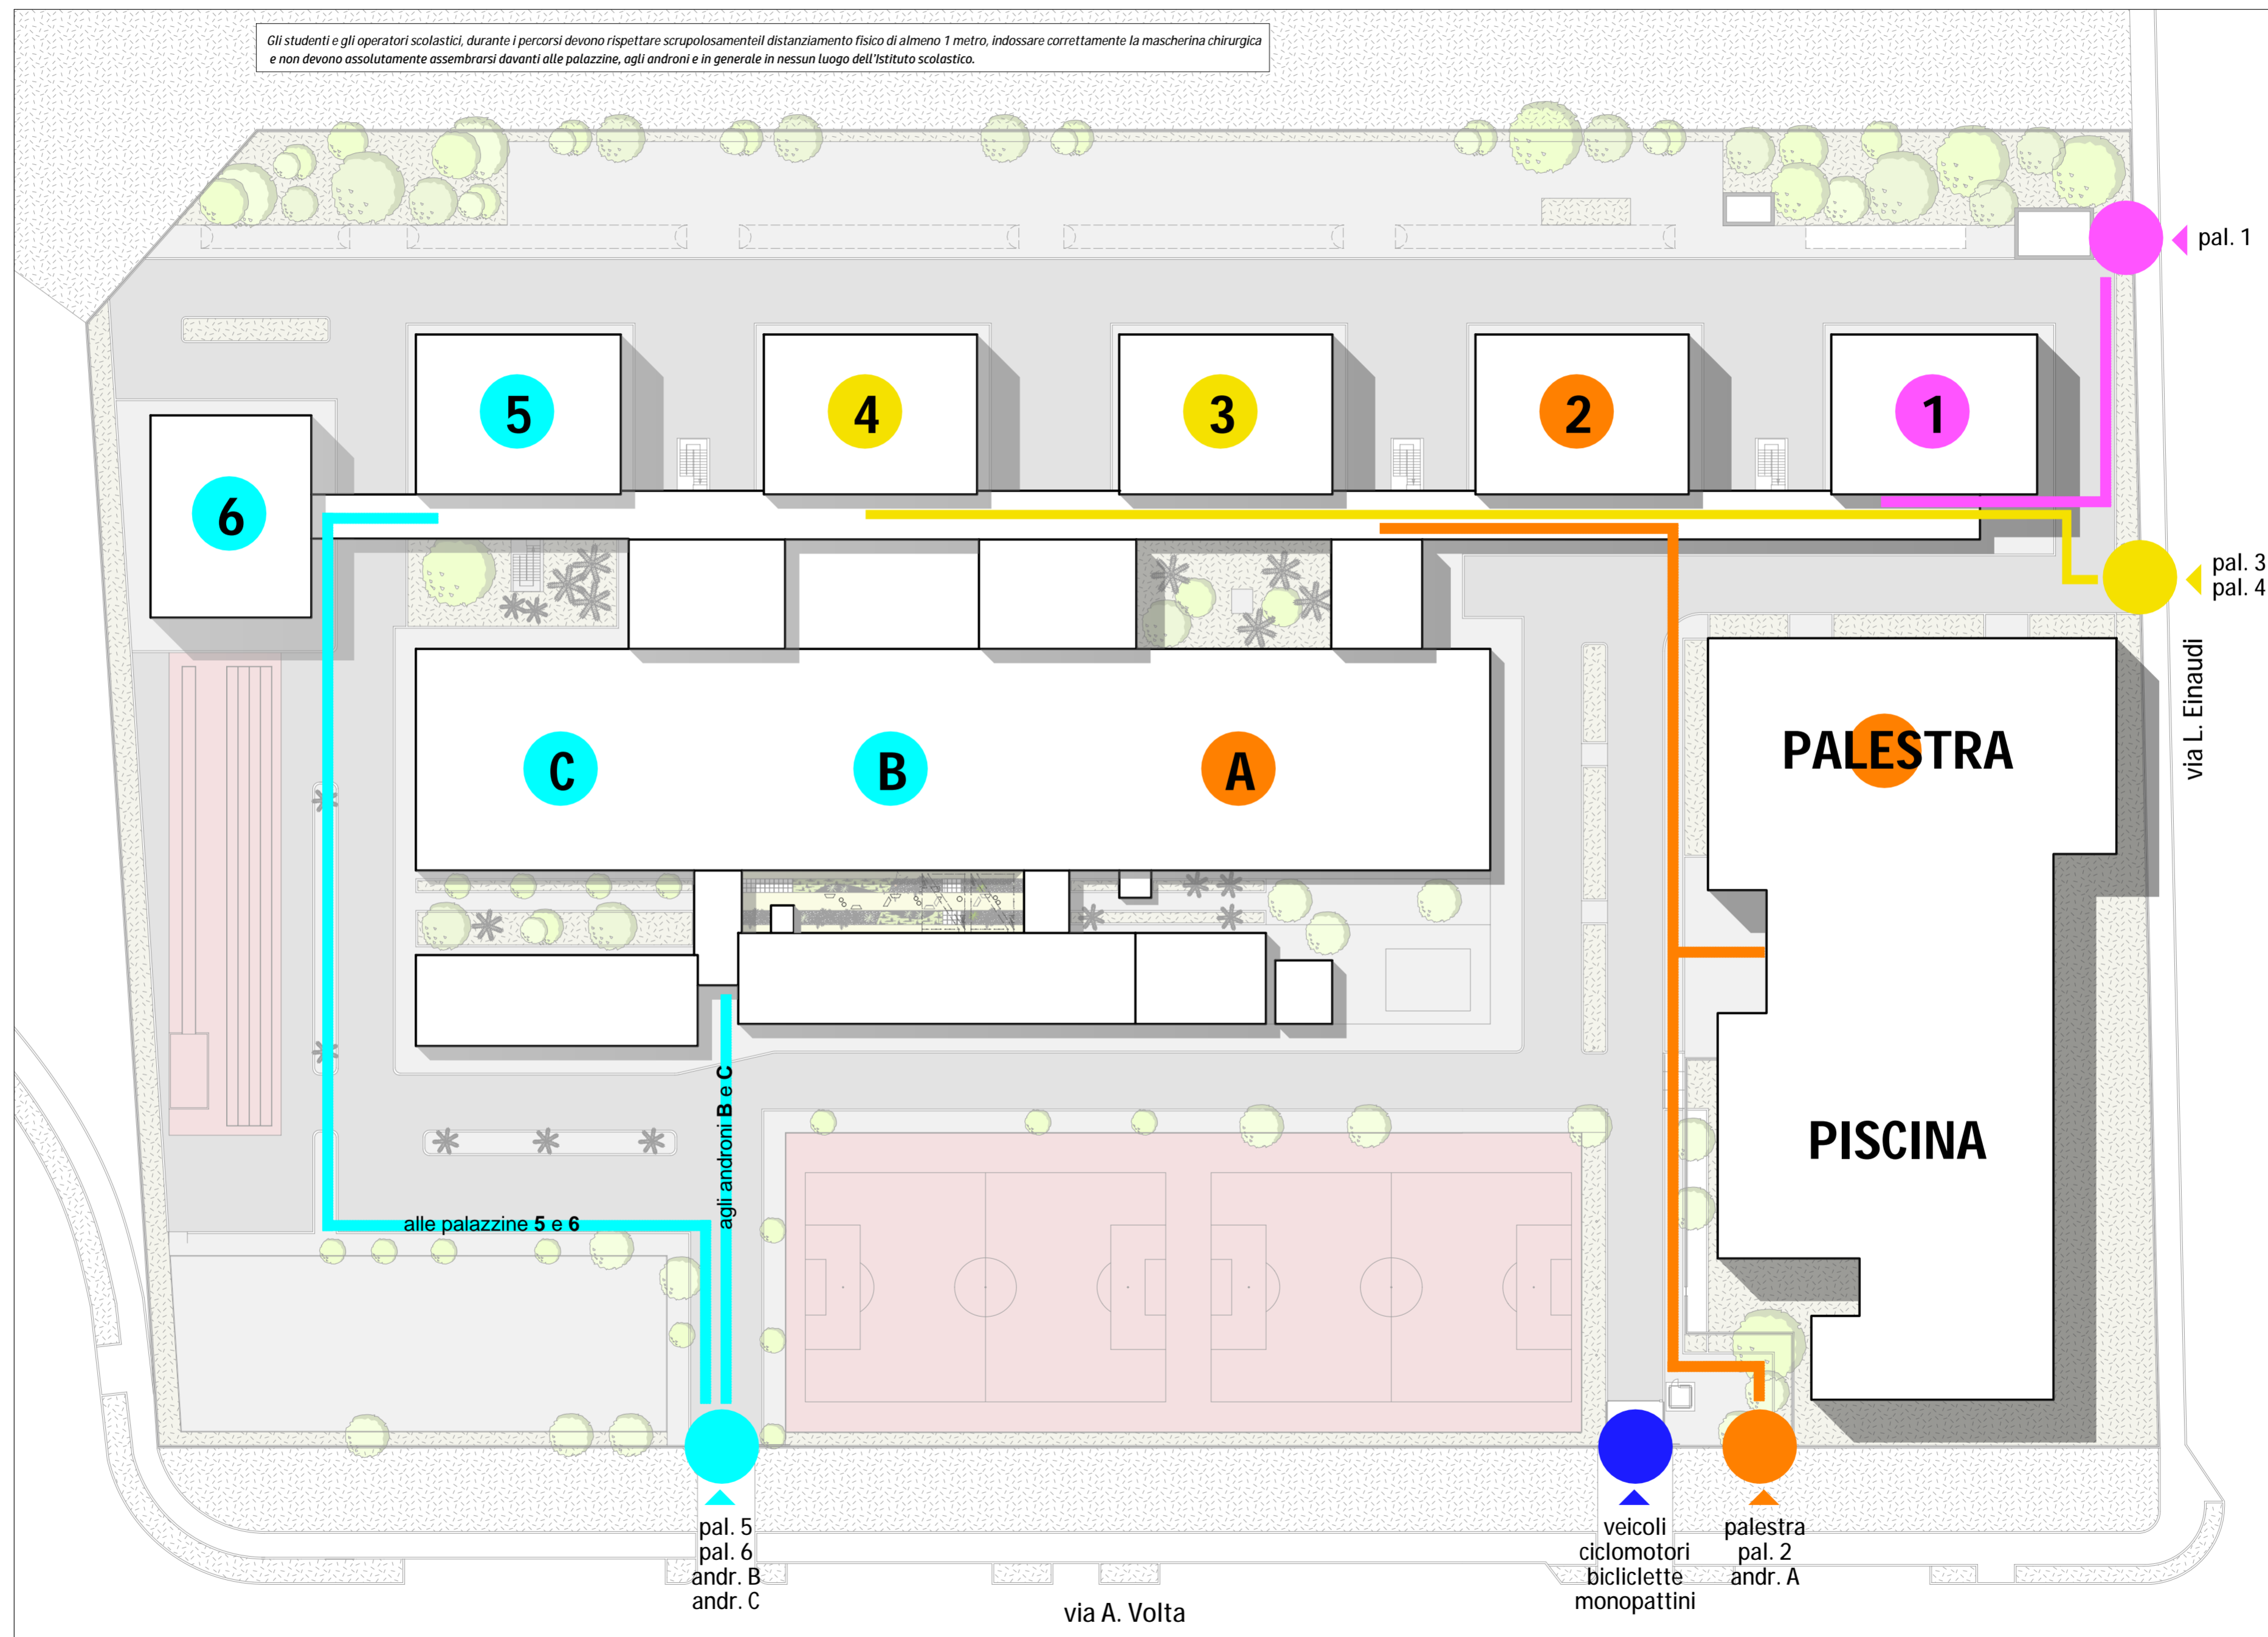 Gli studenti e gli operatori scolastici, durante i percorsi devono rispettare scrupolosamenteil distanziamento fisico di almeno 1 metro, indossare correttamente la mascherina chirurgica
e non devono assolutamente assembrarsi davanti alle palazzine, agli androni e in generale in nessun luogo dell'Istituto scolastico.
pal. 1
5
4
3
2
1
6
pal. 3
pal. 4
via L. Einaudi
C
B
A
PALESTRA
PISCINA
agli androni B e C
alle palazzine 5 e 6
pal. 5
pal. 6
andr. B
andr. C
veicoli
ciclomotori
bicliclette
monopattini
palestra
pal. 2
andr. A
via A. Volta